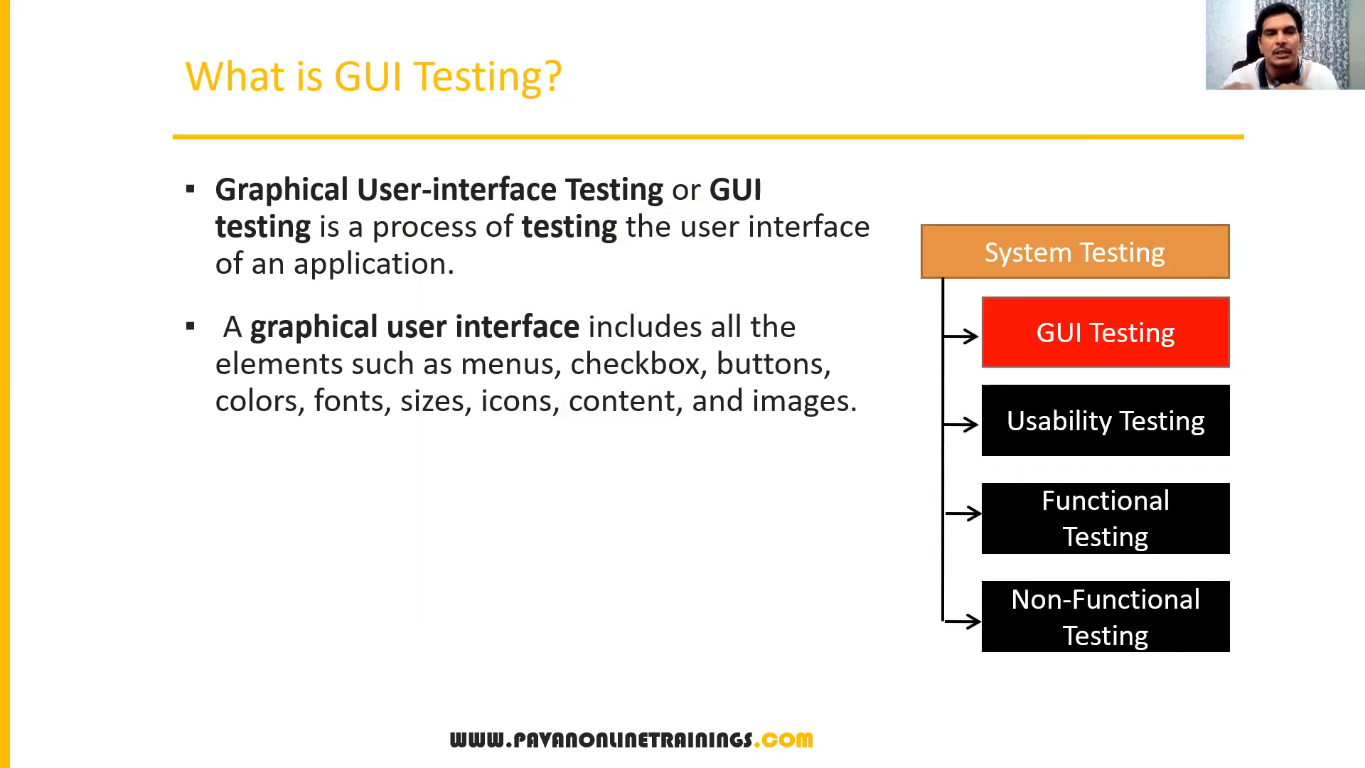 What is GUI Testing?
▪ Graphical User-interface Testing or GUI
testing is a process of testing the user interface
of an application.
▪ A graphical user interface includes all the
elements such as menus, checkbox, buttons,
colors, fonts, sizes, icons, content, and images.
System Testing
GUI Testing
Usability Testing
Functional
Testing
Non-Functional
Testing
WWW.PAVANONLINETRAININGS.COM